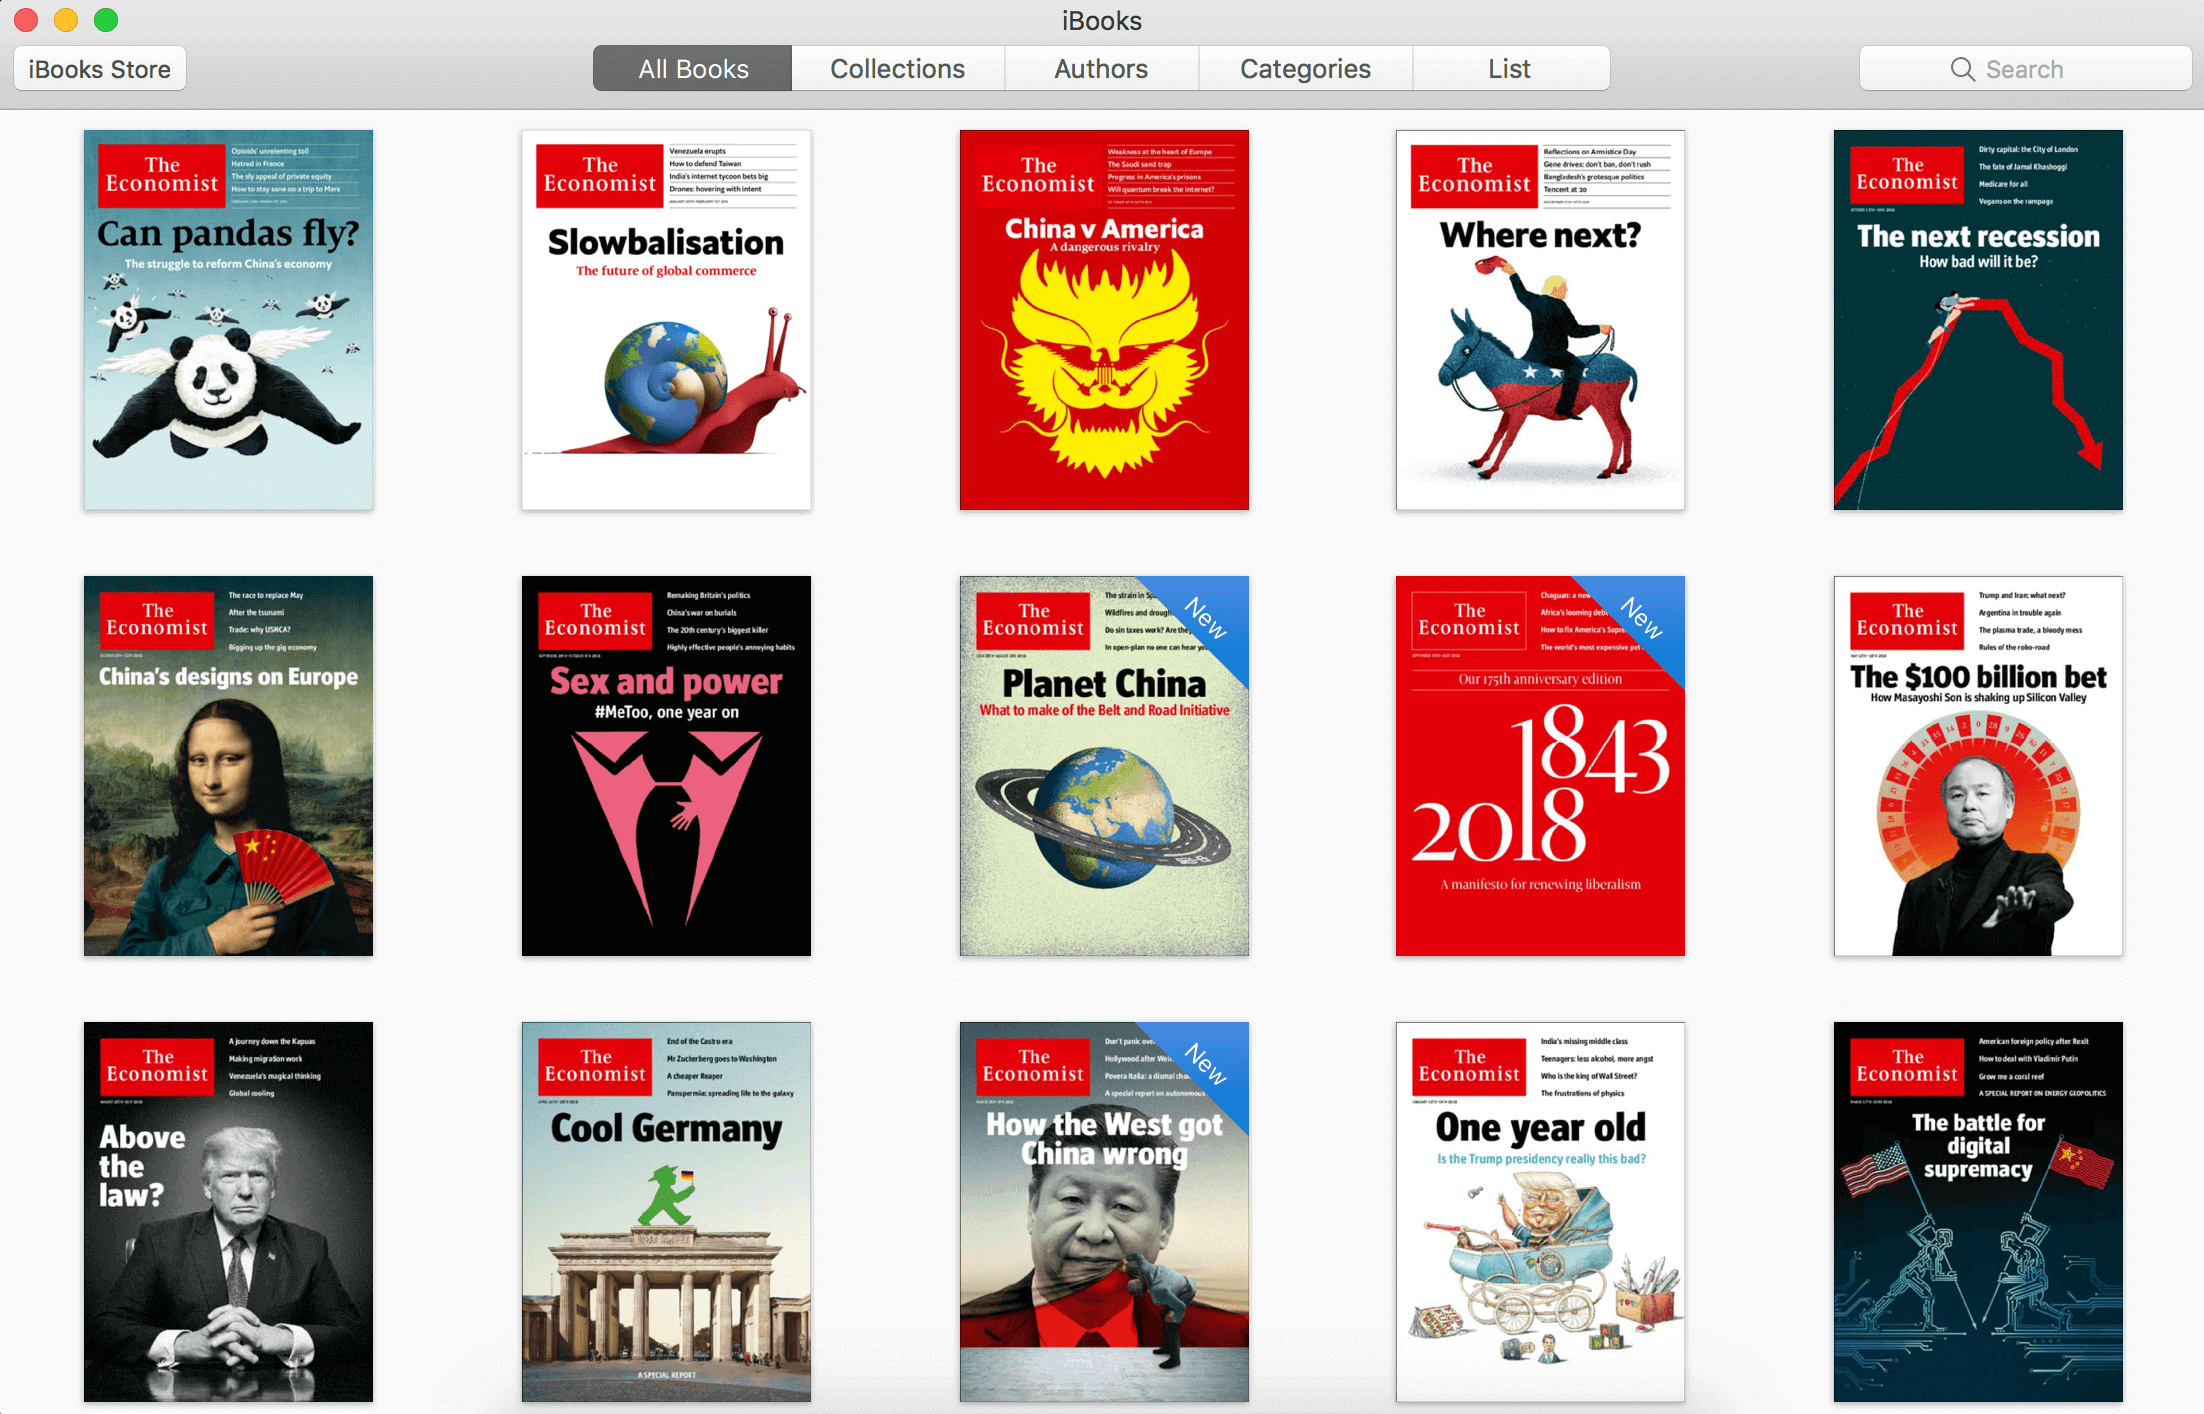 iBooks
iBooks Store
All Books
Collections
Authors
Categories
List
Search
The
Economist
Opioids' unrelenting toll
Hatred in France
The sly appeal of private equity
How to stay sane on a trip to Mars
Can pandas fly?
The struggle to reform China's economy
The
Economist
Venezuela erupts
How to defend Taiwan
India's internet tycoon bets big
Drones: hovering with intent
Slowbalisation
The future of global commerce
The
Economist
Weakness at the heart of Europe
The Saudi sand trap
Progress in America's prisons
Will quantum break the internet?
China v America
A dangerous rivalry
The
Economist
Reflections on Armistice Day
Gene drives: don't ban, don't rush
Bangladesh's grotesque politics
Tencent at 20
Where next?
The
Economist
Dirty capital: the City of London
The fate of Jamal Khashoggi
Medicare for all
Vegans on the rampage
The next recession
How bad will it be?
The
Economist
The race to replace May
After the tsunami
Trade: why USMCA?
Bigging up the gig economy
China's designs on Europe
The
Economist
Remaking Britain's politics
China's war on burials
The 20th century's biggest killer
Highly effective people's annoying habits
Sex and power
#MeToo, one year on
The
Economist
The strain in
Wildfires and
Do sin taxes work? Are
In open-plan no one can hear
New
Planet China
What to make of the Belt and Road Initiative
The
Economist
Chaguan: a
Africa's looming
How to fix America's
The world's most expensive
New
Our 175th anniversary edition
1843
2018
A manifesto for renewing liberalism
The
Economist
Trump and Iran: what next?
Argentina in trouble again
The plasma trade, a bloody mess
Rules of the robo-road
The $100 billion bet
How Masayoshi Son is shaking up Silicon Valley
The
Economist
A journey down the Kapuas
Making migration work
Venezuela's magical thinking
Global cooling
Above
the
law?
The
Economist
End of the Castro era
Mr Zuckerberg goes to Washington
A cheaper Reaper
Panspermia: spreading life to the galaxy
Cool Germany
A SPECIAL REPORT
The
Economist
Don't panic
Hollywood after
Povera Italia: a dismal
A special report on autonomous
New
How the West got
China wrong
The
Economist
India's missing middle class
Teenagers: less alcohol, more angst
Who is the king of Wall Street?
The frustrations of physics
One year old
Is the Trump presidency really this bad?
The
Economist
American foreign policy after Rexit
How to deal with Vladimir Putin
Grow me a coral reef
A SPECIAL REPORT ON ENERGY GEOPOLITICS
The battle for
digital
supremacy